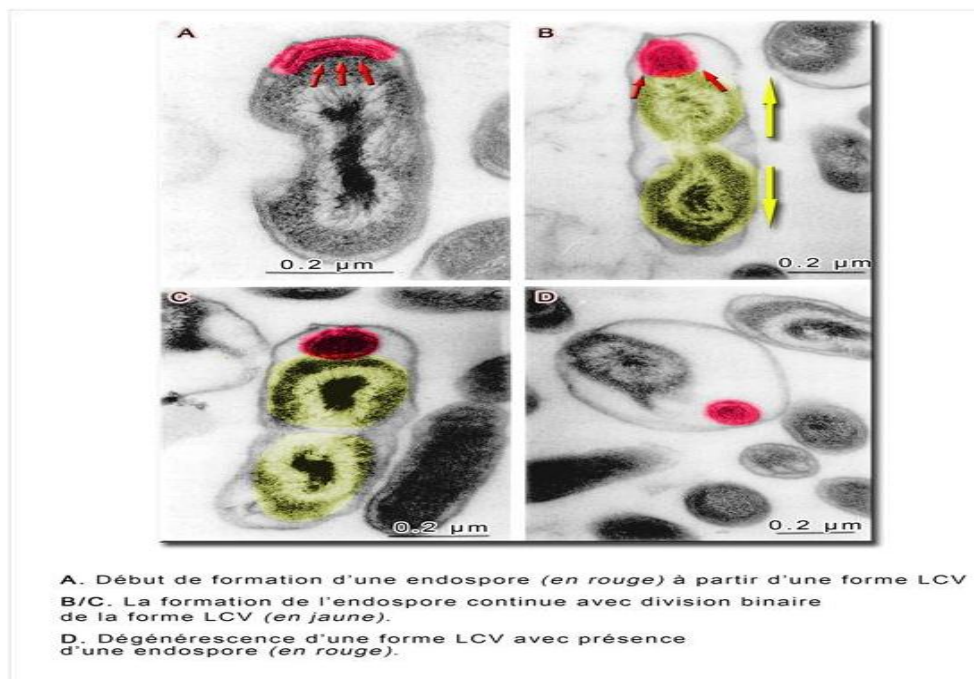 A
B
0.2 µm
0.2 µm
C
D
0.2 µm
0.2 µm
A. Début de formation d'une endospore (en rouge) à partir d'une forme LCV
B/C. La formation de l'endospore continue avec division binaire
de la forme LCV (en jaune).
D. Dégénérescence d'une forme LCV avec présence
d'une endospore (en rouge).